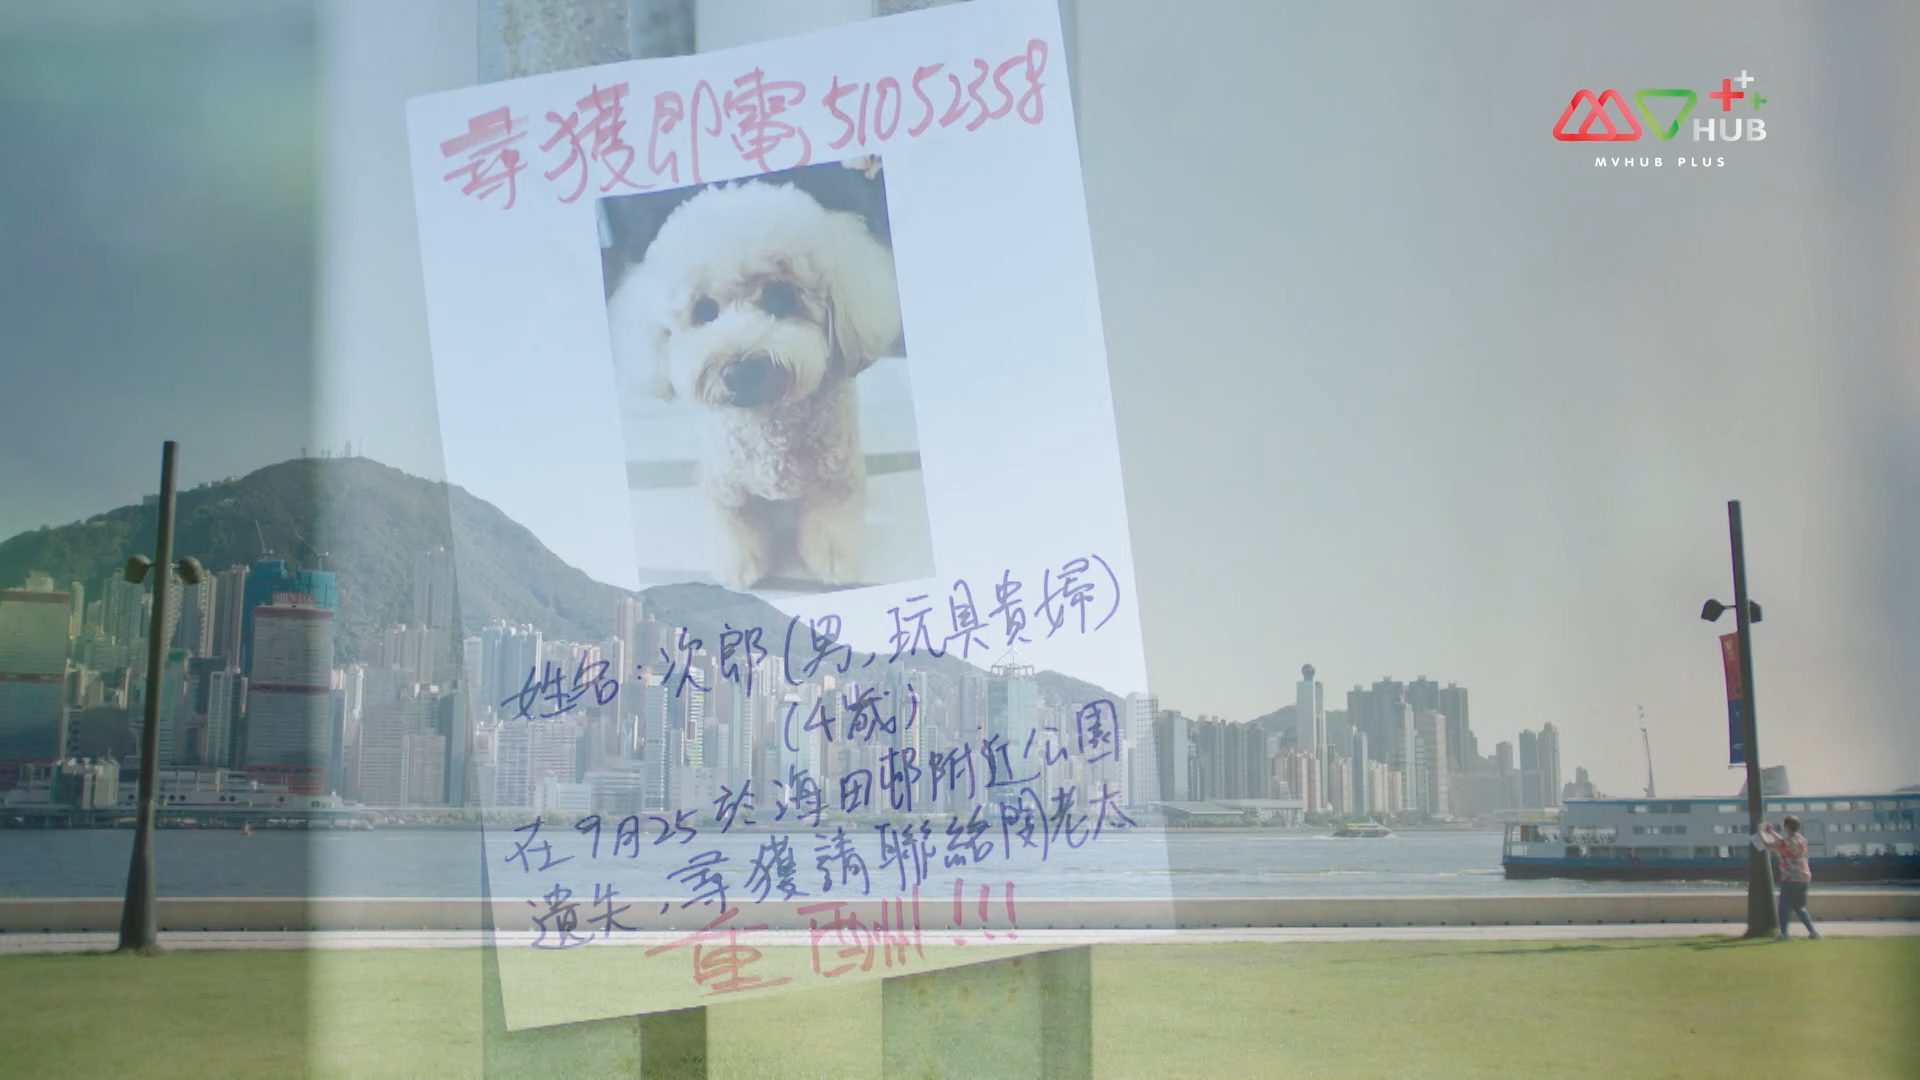 尋獲即電 51052358
姓名：次郎 (男，玩具貴婦)
(4歲)
在9月25於海田邨附近公園
遺失，尋獲請聯絡関老太
重酬!!!
HUB
MVHUB PLUS